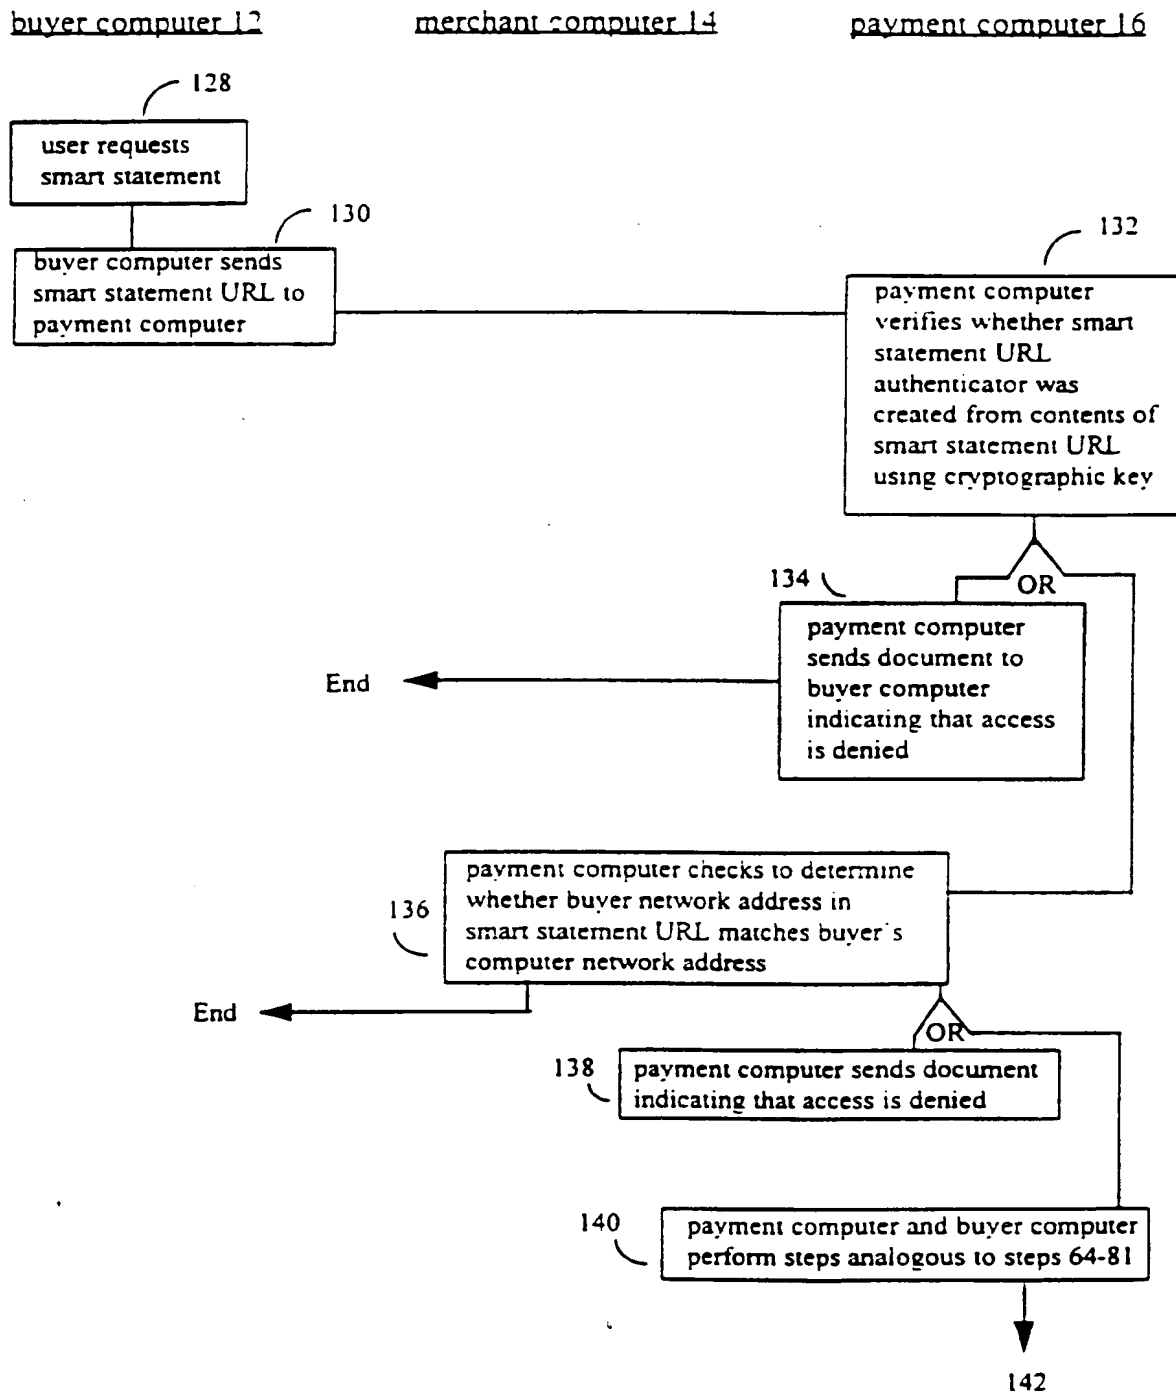 buyer computer 12
merchant computer 14
payment computer 16
128
user requests
smart statement
130
buyer computer sends
smart statement URL to
payment computer
132
payment computer
verifies whether smart
statement URL
authenticator was
created from contents of
smart statement URL
using cryptographic key
OR
134
payment computer
sends document to
buyer computer
indicating that access
is denied
End
136
payment computer checks to determine
whether buyer network address in
smart statement URL matches buyer's
computer network address
End
OR
138
payment computer sends document
indicating that access is denied
140
payment computer and buyer computer
perform steps analogous to steps 64-81
142